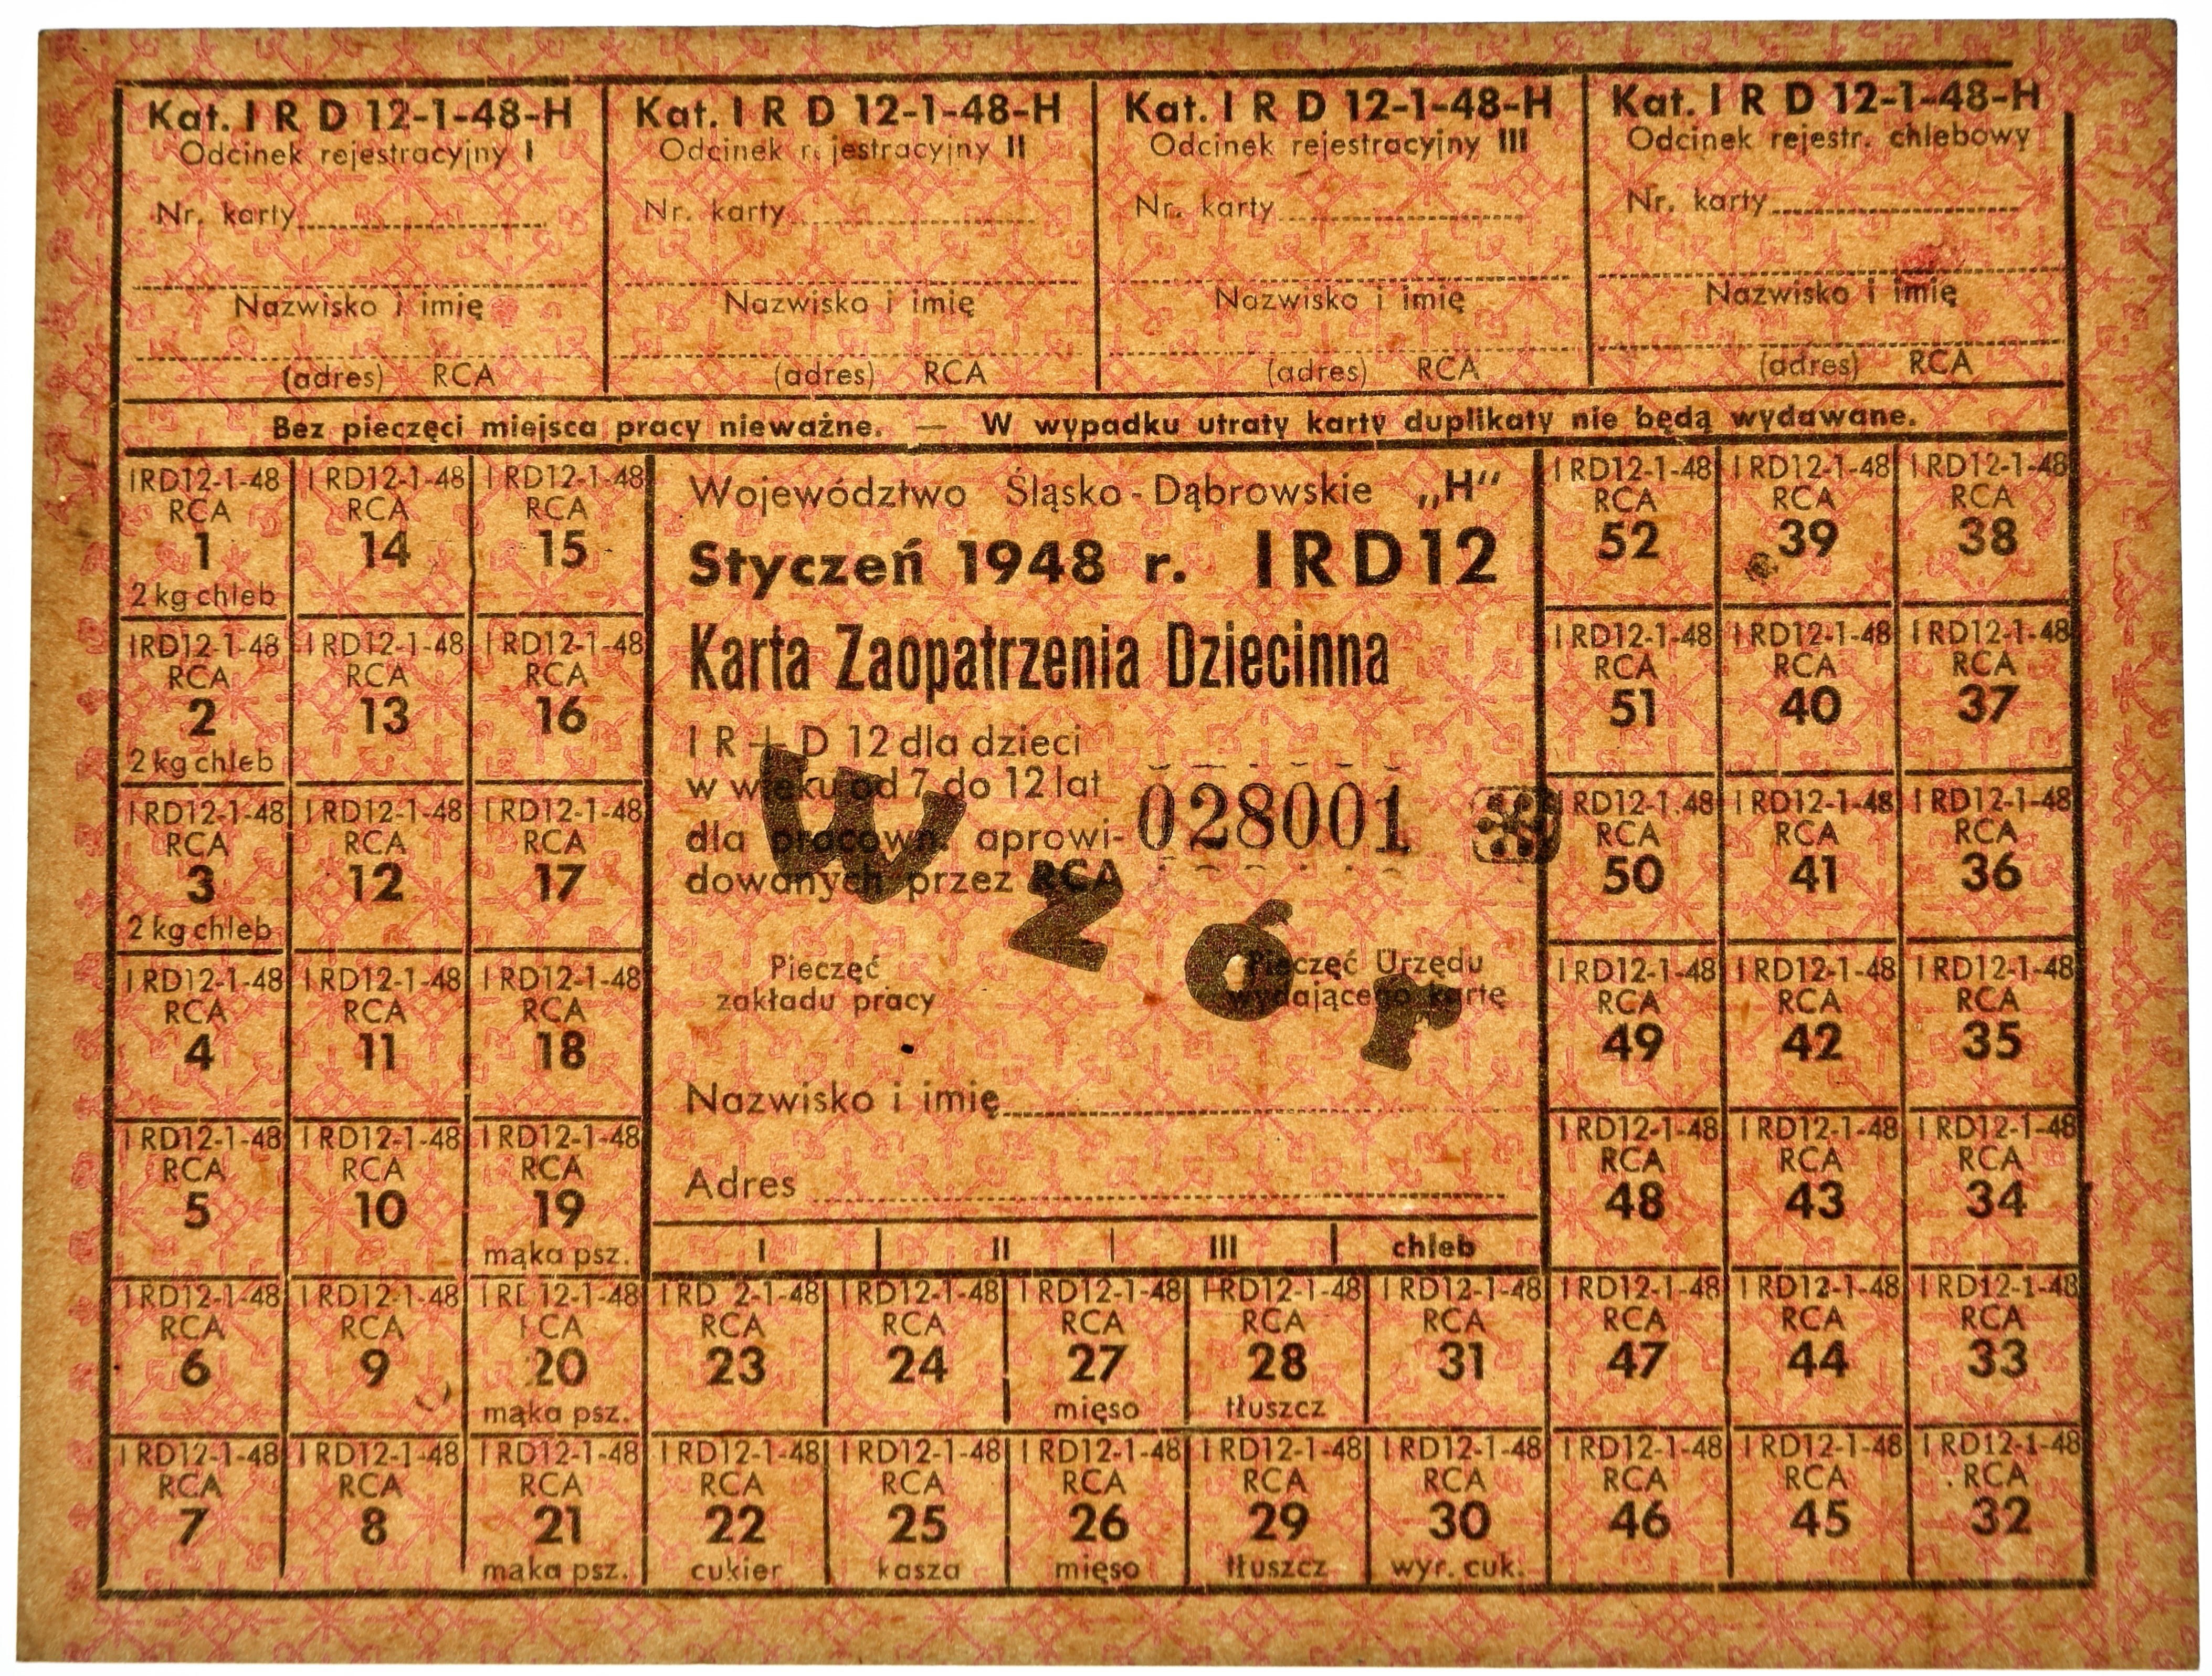 Kat. I R D 12-1-48-H
Odcinek rejestracyjny I
Nr. karty
Nazwisko i imię
(adres) RCA
Kat. I R D 12-1-48-H
Odcinek rejestracyjny II
Nr. karty
Nazwisko i imię
(adres) RCA
Kat. I R D 12-1-48-H
Odcinek rejestracyjny III
Nr. karty
Nazwisko i imię
(adres) RCA
Kat. I R D 12-1-48-H
Odcinek rejestr. chlebowy
Nr. karty
Nazwisko i imię
(adres) RCA
Bez pieczęci miejsca pracy nieważne. — W wypadku utraty karty duplikaty nie będą wydawane.
IRD12-1-48 IRD12-1-48 IRD12-1-48
RCA RCA RCA
1 14 15
2 kg chleb
IRD12-1-48 IRD12-1-48 IRD12-1-48
RCA RCA RCA
2 13 16
2 kg chleb
IRD12-1-48 IRD12-1-48 IRD12-1-48
RCA RCA RCA
3 12 17
2 kg chleb
IRD12-1-48 IRD12-1-48 IRD12-1-48
RCA RCA RCA
4 11 18
IRD12-1-48 IRD12-1-48 IRD12-1-48
RCA RCA RCA
5 10 19
mąka psz.
Województwo Śląsko-Dąbrowskie „H"
Styczeń 1948 r. IRD12
Karta Zaopatrzenia Dziecinna
I R + D 12 dla dzieci
w wieku od 7 do 12 lat
dla pracown. aprowi-
dowanych przez RCA
028001
Wzór
Pieczęć
zakładu pracy
Pieczęć Urzędu
wydającego kartę
Nazwisko i imię
Adres
I II III chleb
IRD12-1-48 IRD12-1-48 IRD12-1-48
RCA RCA RCA
52 39 38
IRD12-1-48 IRD12-1-48 IRD12-1-48
RCA RCA RCA
51 40 37
IRD12-1.48 IRD12-1-48 IRD12-1-48
RCA RCA RCA
50 41 36
IRD12-1-48 IRD12-1-48 IRD12-1-48
RCA RCA RCA
49 42 35
IRD12-1-48 IRD12-1-48 IRD12-1-48
RCA RCA RCA
48 43 34
IRD12-1-48 IRD12-1-48 IRD12-1-48 IRD12-1-48 IRD12-1-48 IRD12-1-48 IRD12-1-48 IRD12-1-48 IRD12-1-48 IRD12-1-48 IRD12-1-48
RCA RCA RCA RCA RCA RCA RCA RCA RCA RCA RCA
6 9 20 23 24 27 28 31 47 44 33
mąka psz. mięso tłuszcz
IRD12-1-48 IRD12-1-48 IRD12-1-48 IRD12-1-48 IRD12-1-48 IRD12-1-48 IRD12-1-48 IRD12-1-48 IRD12-1-48 IRD12-1-48 IRD12-1-48
RCA RCA RCA RCA RCA RCA RCA RCA RCA RCA RCA
7 8 21 22 25 26 29 30 46 45 32
mąka psz. cukier kasza mięso tłuszcz wyr. cuk.